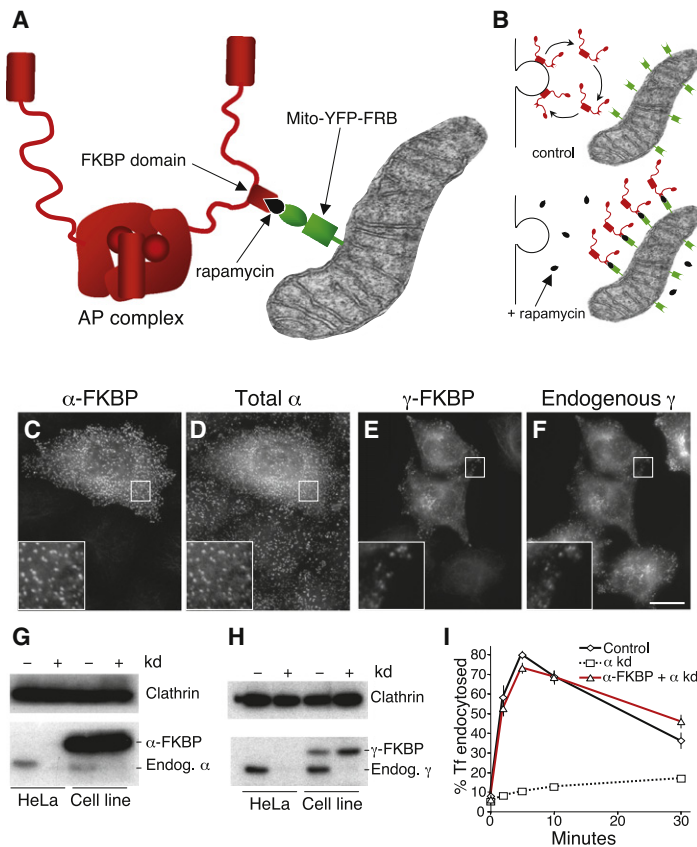 A
B
Mito-YFP-FRB
FKBP domain
rapamycin
AP complex
control
+ rapamycin
α-FKBP
Total α
γ-FKBP
Endogenous γ
C
D
E
F
G
– + – + kd
Clathrin
α-FKBP
Endog. α
HeLa Cell line
H
– + – + kd
Clathrin
γ-FKBP
Endog. γ
HeLa Cell line
I
Control
α kd
α-FKBP + α kd
% Tf endocytosed
80
70
60
50
40
30
20
10
0
0 10 20 30
Minutes